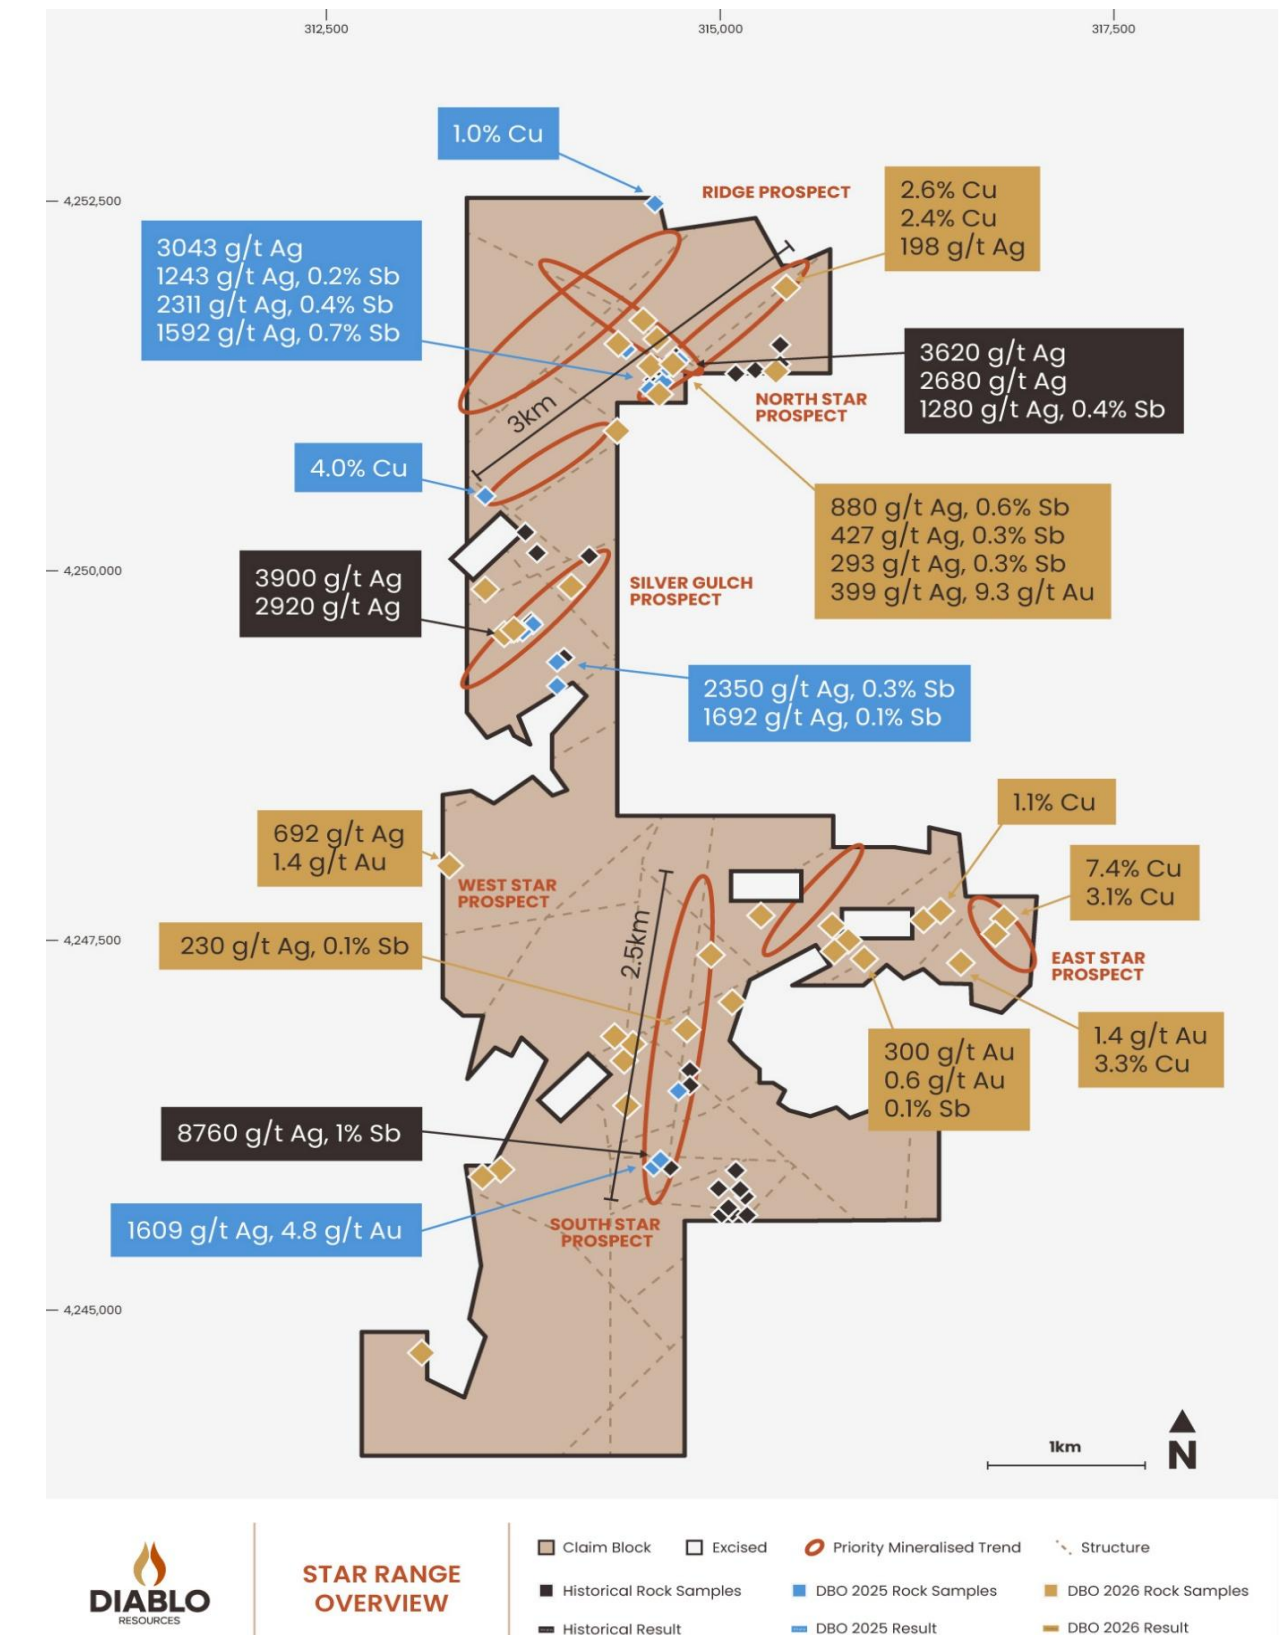 312,500
315,000
317,500
1.0% Cu
4,252,500
RIDGE PROSPECT
2.6% Cu
2.4% Cu
198 g/t Ag
3043 g/t Ag
1243 g/t Ag, 0.2% Sb
2311 g/t Ag, 0.4% Sb
1592 g/t Ag, 0.7% Sb
3620 g/t Ag
2680 g/t Ag
1280 g/t Ag, 0.4% Sb
NORTH STAR
PROSPECT
3km
4.0% Cu
880 g/t Ag, 0.6% Sb
427 g/t Ag, 0.3% Sb
293 g/t Ag, 0.3% Sb
399 g/t Ag, 9.3 g/t Au
4,250,000
3900 g/t Ag
2920 g/t Ag
SILVER GULCH
PROSPECT
2350 g/t Ag, 0.3% Sb
1692 g/t Ag, 0.1% Sb
1.1% Cu
692 g/t Ag
1.4 g/t Au
7.4% Cu
3.1% Cu
WEST STAR
PROSPECT
2.5km
4,247,500
230 g/t Ag, 0.1% Sb
EAST STAR
PROSPECT
1.4 g/t Au
3.3% Cu
300 g/t Au
0.6 g/t Au
0.1% Sb
8760 g/t Ag, 1% Sb
1609 g/t Ag, 4.8 g/t Au
SOUTH STAR
PROSPECT
4,245,000
1km
N
DIABLO
RESOURCES
STAR RANGE
OVERVIEW
Claim Block
Excised
Priority Mineralised Trend
Structure
Historical Rock Samples
DBO 2025 Rock Samples
DBO 2026 Rock Samples
Historical Result
DBO 2025 Result
DBO 2026 Result